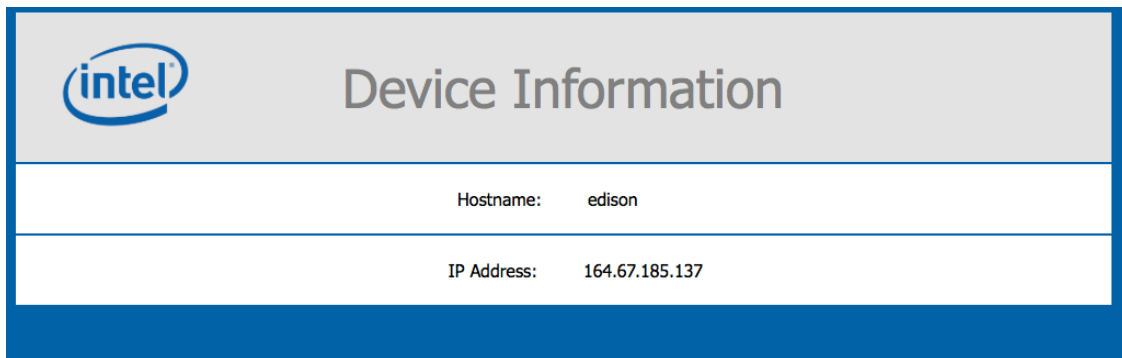 intel
Device Information
Hostname: edison
IP Address: 164.67.185.137